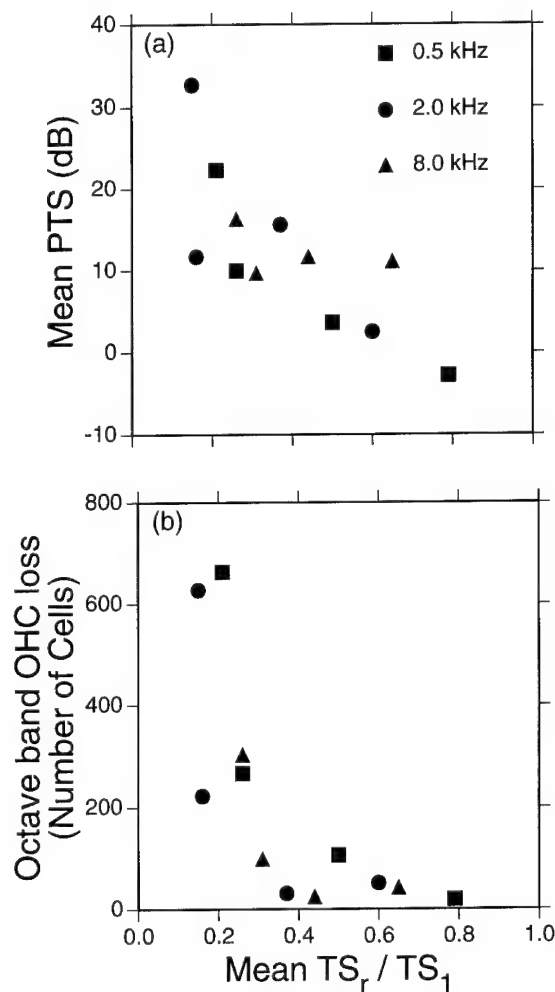 (a)
0.5 kHz
2.0 kHz
8.0 kHz
Mean PTS (dB)
40
30
20
10
0
-10
(b)
Octave band OHC loss
(Number of Cells)
800
600
400
200
0
0.0 0.2 0.4 0.6 0.8 1.0
Mean TSr / TS1